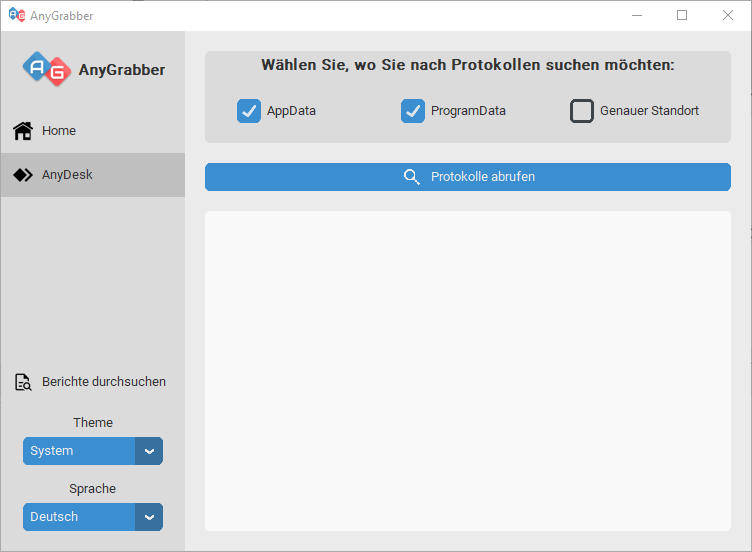 AnyGrabber
AG AnyGrabber
Home
AnyDesk
Berichte durchsuchen
Theme
System
Sprache
Deutsch
Wählen Sie, wo Sie nach Protokollen suchen möchten:
AppData
ProgramData
Genauer Standort
Protokolle abrufen